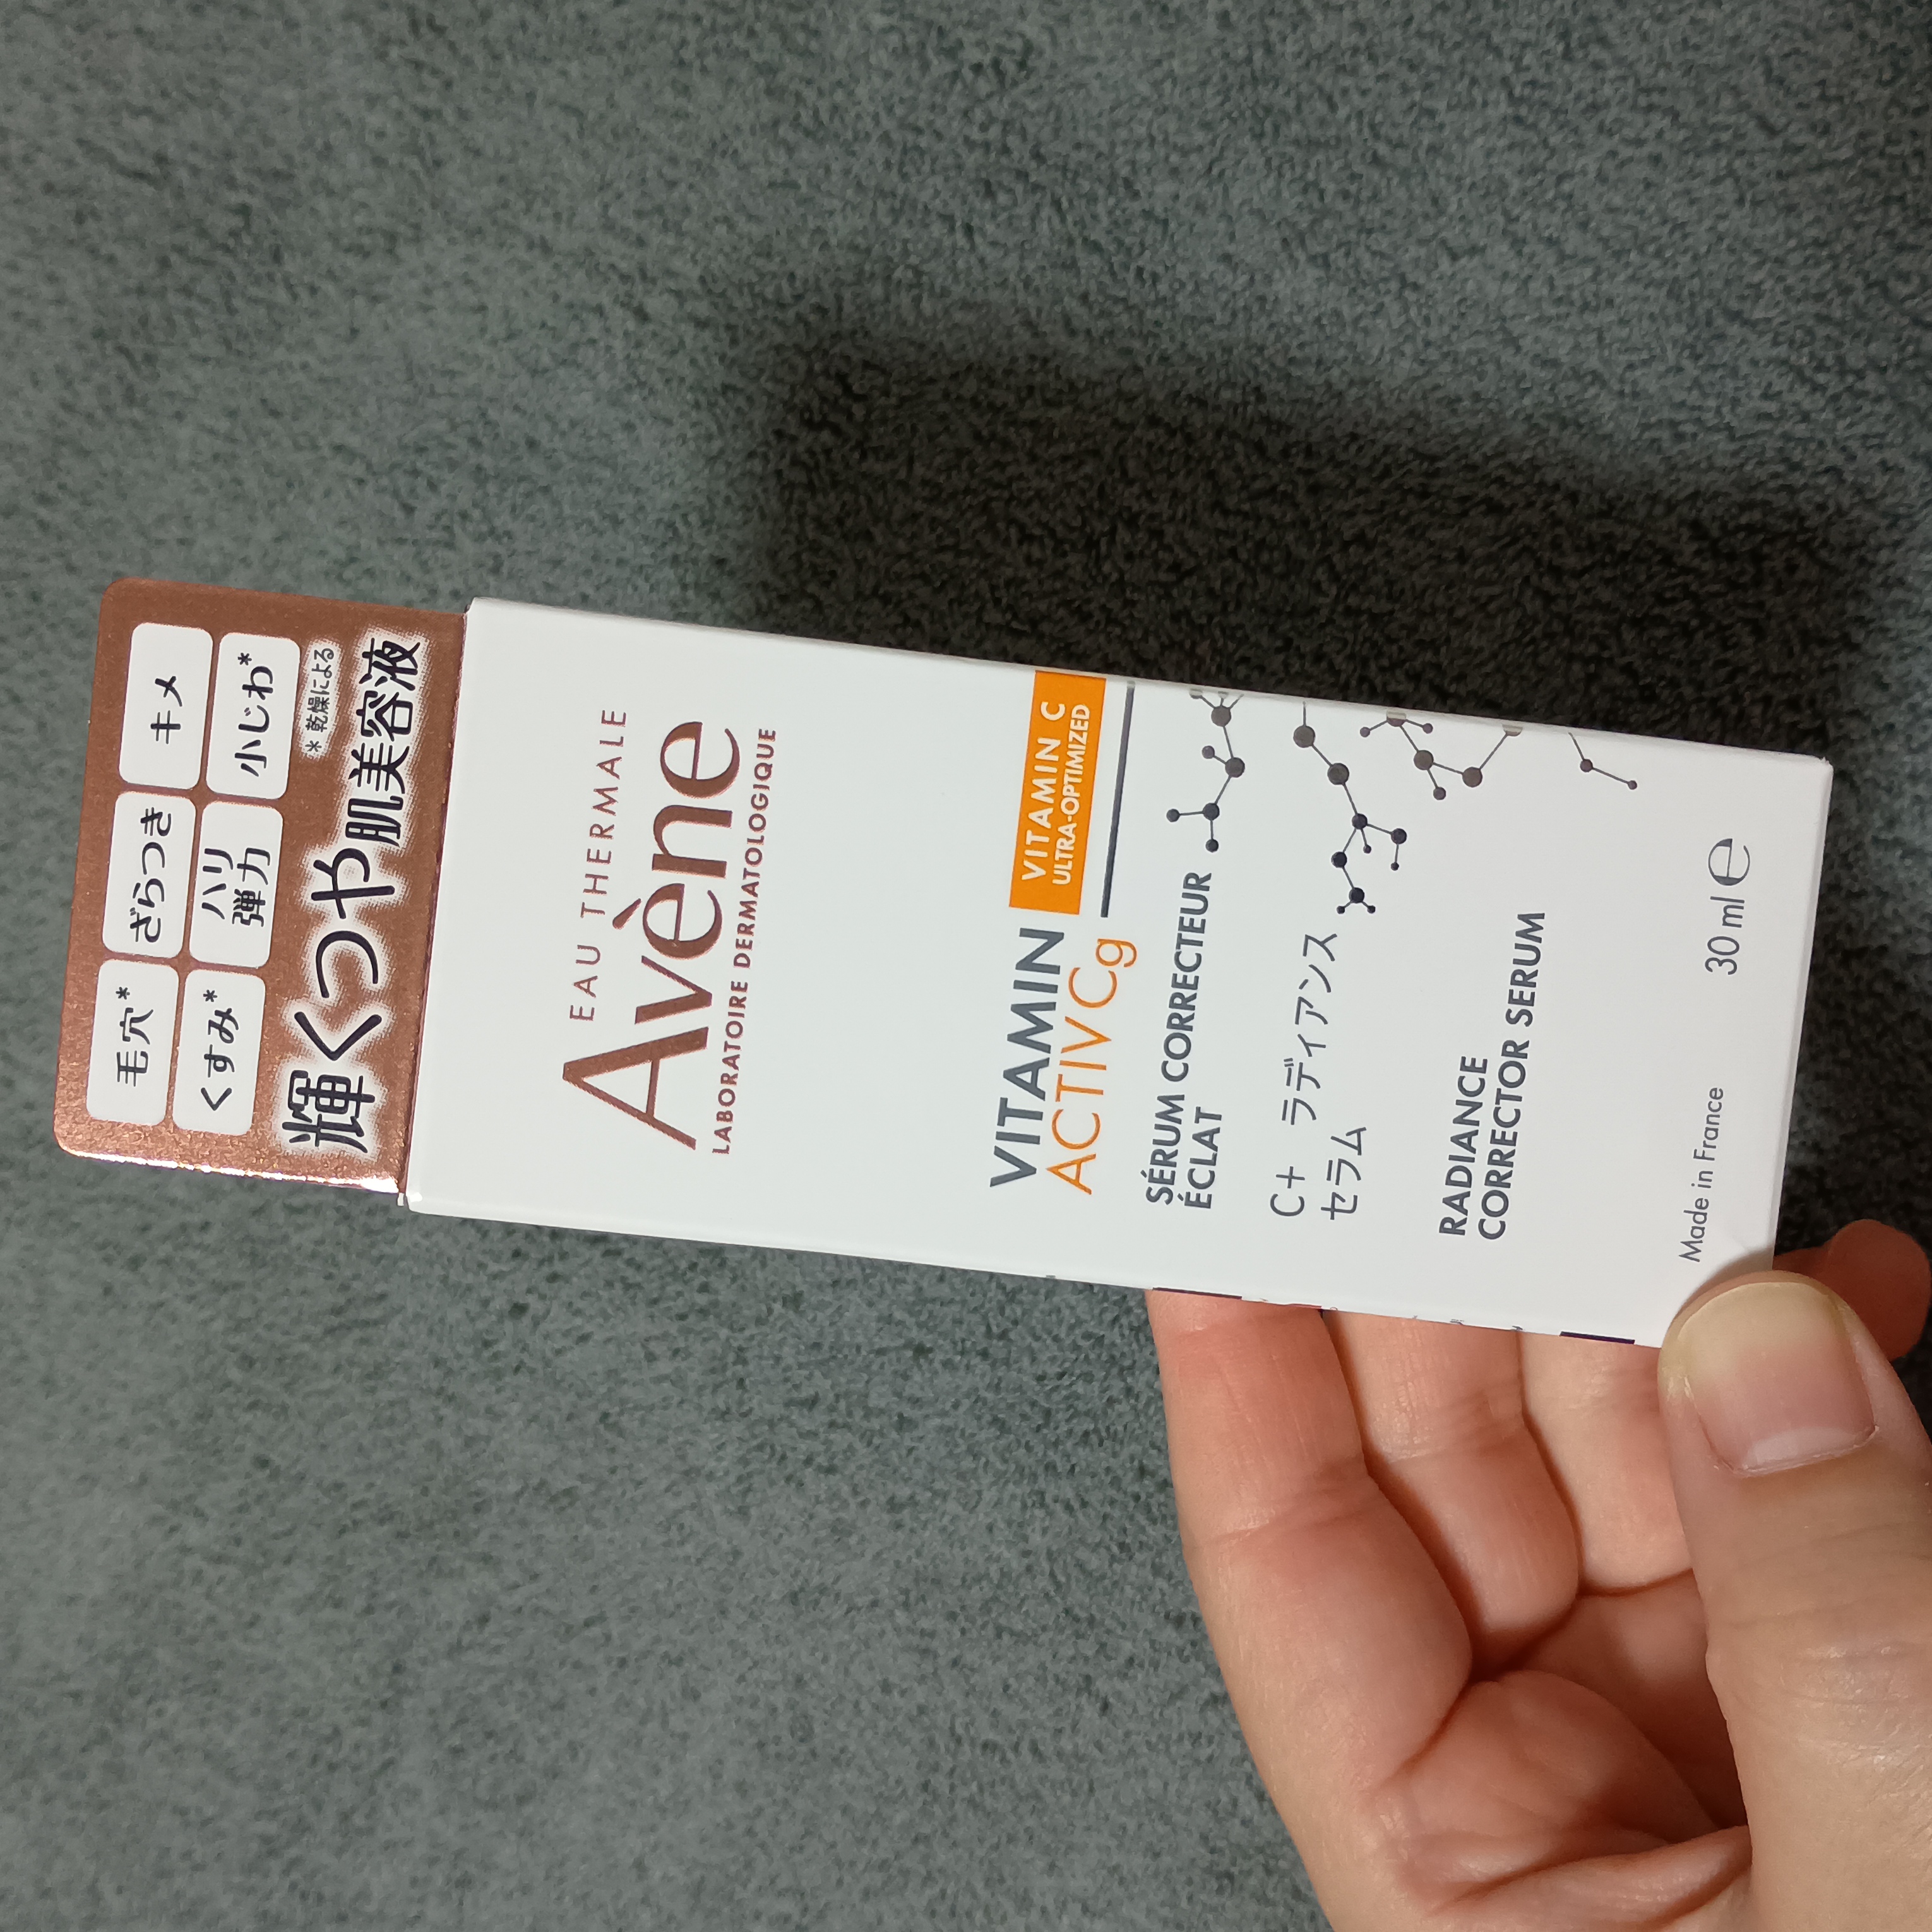 毛穴* ざらつき キメ
くすみ* ハリ弾力 小じわ*
*乾燥による
輝くつや肌美容液
EAU THERMALE
Avène
LABORATOIRE DERMATOLOGIQUE
VITAMIN
ACTIV Cg
VITAMIN C
ULTRA-OPTIMIZED
SÉRUM CORRECTEUR
ÉCLAT
C+ ラディアンス
セラム
RADIANCE
CORRECTOR SERUM
Made in France
30 ml ℮